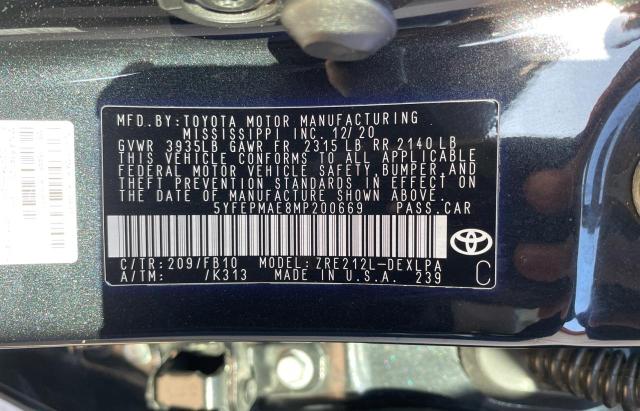 MFD.BY:TOYOTA MOTOR MANUFACTURING
MISSISSIPPI INC. 12/20
GVWR 3935LB GAWR FR 2315 LB RR 2140 LB
THIS VEHICLE CONFORMS TO ALL APPLICABLE
FEDERAL MOTOR VEHICLE SAFETY,BUMPER,AND
THEFT PREVENTION STANDARDS IN EFFECT ON
THE DATE OF MANUFACTURE SHOWN ABOVE.
5YFEPMAE8MP200669 PASS.CAR
C/TR:209/FB10 MODEL:ZRE212L-DEXLPA
A/TM: /K313 MADE IN U.S.A. 239
C